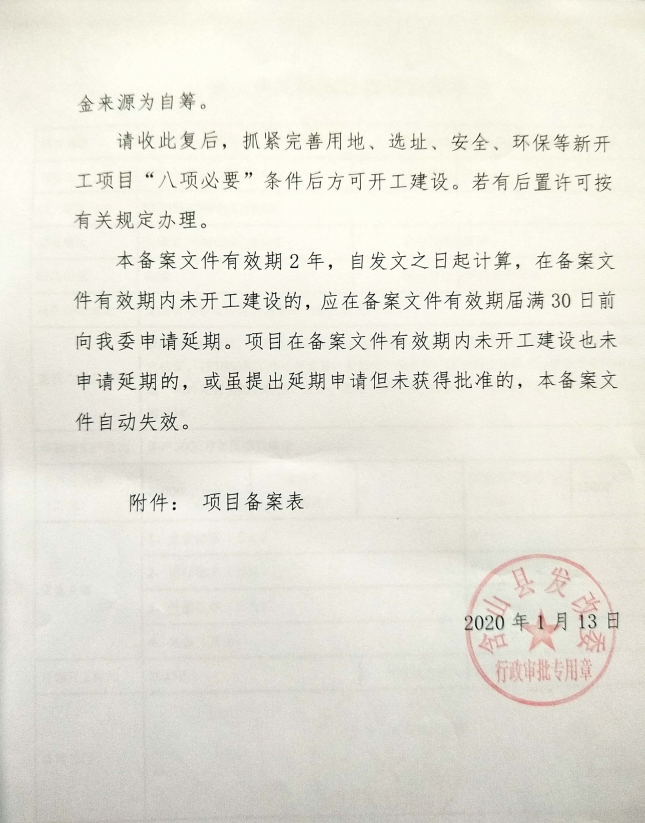 金来源为自筹。
请收此复后，抓紧完善用地、选址、安全、环保等新开
工项目“八项必要”条件后方可开工建设。若有后置许可按
有关规定办理。
本备案文件有效期2年，自发文之日起计算，在备案文
件有效期内未开工建设的，应在备案文件有效期届满30日前
向我委申请延期。项目在备案文件有效期内未开工建设也未
申请延期的，或虽提出延期申请但未获得批准的，本备案文
件自动失效。
附件： 项目备案表
2020年1月13日
含山县发改委
行政审批专用章